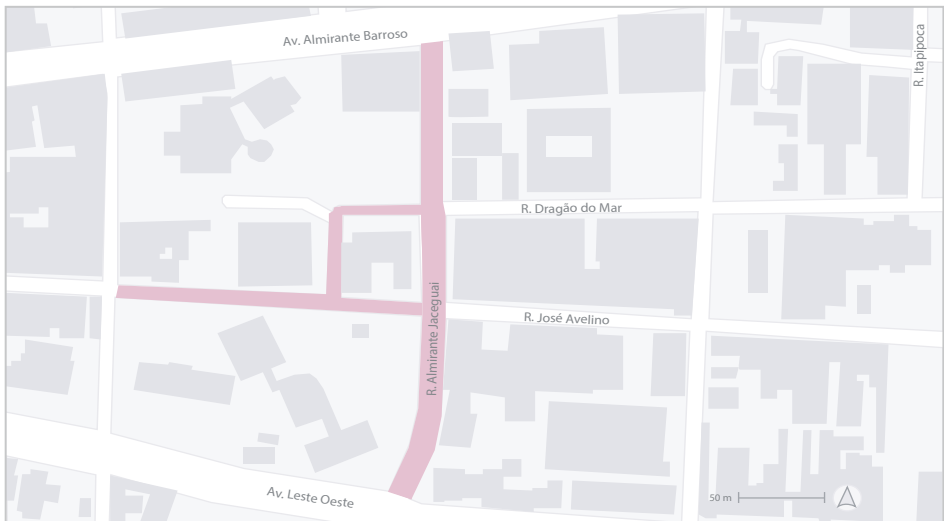 Av. Almirante Barroso
R. Itapipoca
R. Dragão do Mar
R. Almirante Jaceguai
R. José Avelino
Av. Leste Oeste
50 m